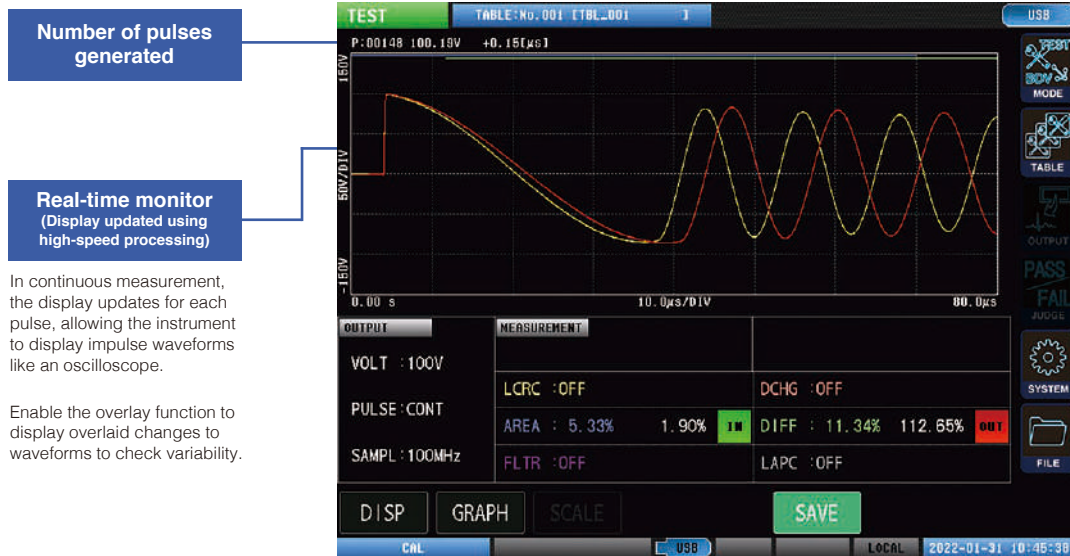 Number of pulses
generated
Real-time monitor
(Display updated using
high-speed processing)
In continuous measurement,
the display updates for each
pulse, allowing the instrument
to display impulse waveforms
like an oscilloscope.
Enable the overlay function to
display overlaid changes to
waveforms to check variability.
TEST
TABLE:No.001 [TBL_001 ]
USB
P:00148 100.19V +0.15[µs]
150V
50V/DIV
-150V
0.00 s
10.0µs/DIV
80.0µs
TEST
BDV
MODE
TABLE
OUTPUT
PASS
FAIL
JUDGE
SYSTEM
FILE
OUTPUT
VOLT :100V
PULSE:CONT
SAMPL:100MHz
MEASUREMENT
LCRC :OFF
DCHG :OFF
AREA : 5.33% 1.90% IN
DIFF : 11.34% 112.65% OUT
FLTR :OFF
LAPC :OFF
DISP
GRAPH
SCALE
SAVE
CAL
USB
LOCAL
2022-01-31 10:45:38